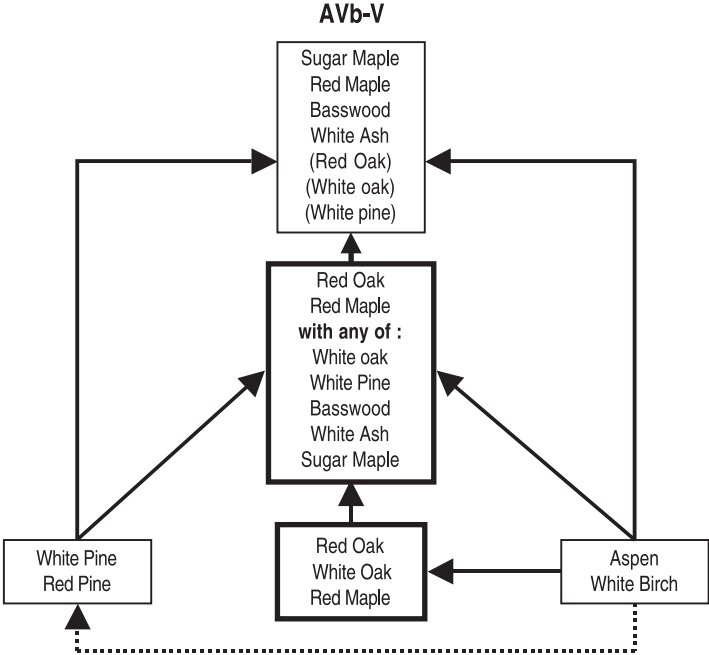 AVb-V
Sugar Maple
Red Maple
Basswood
White Ash
(Red Oak)
(White oak)
(White pine)
Red Oak
Red Maple
with any of :
White oak
White Pine
Basswood
White Ash
Sugar Maple
White Pine
Red Pine
Red Oak
White Oak
Red Maple
Aspen
White Birch